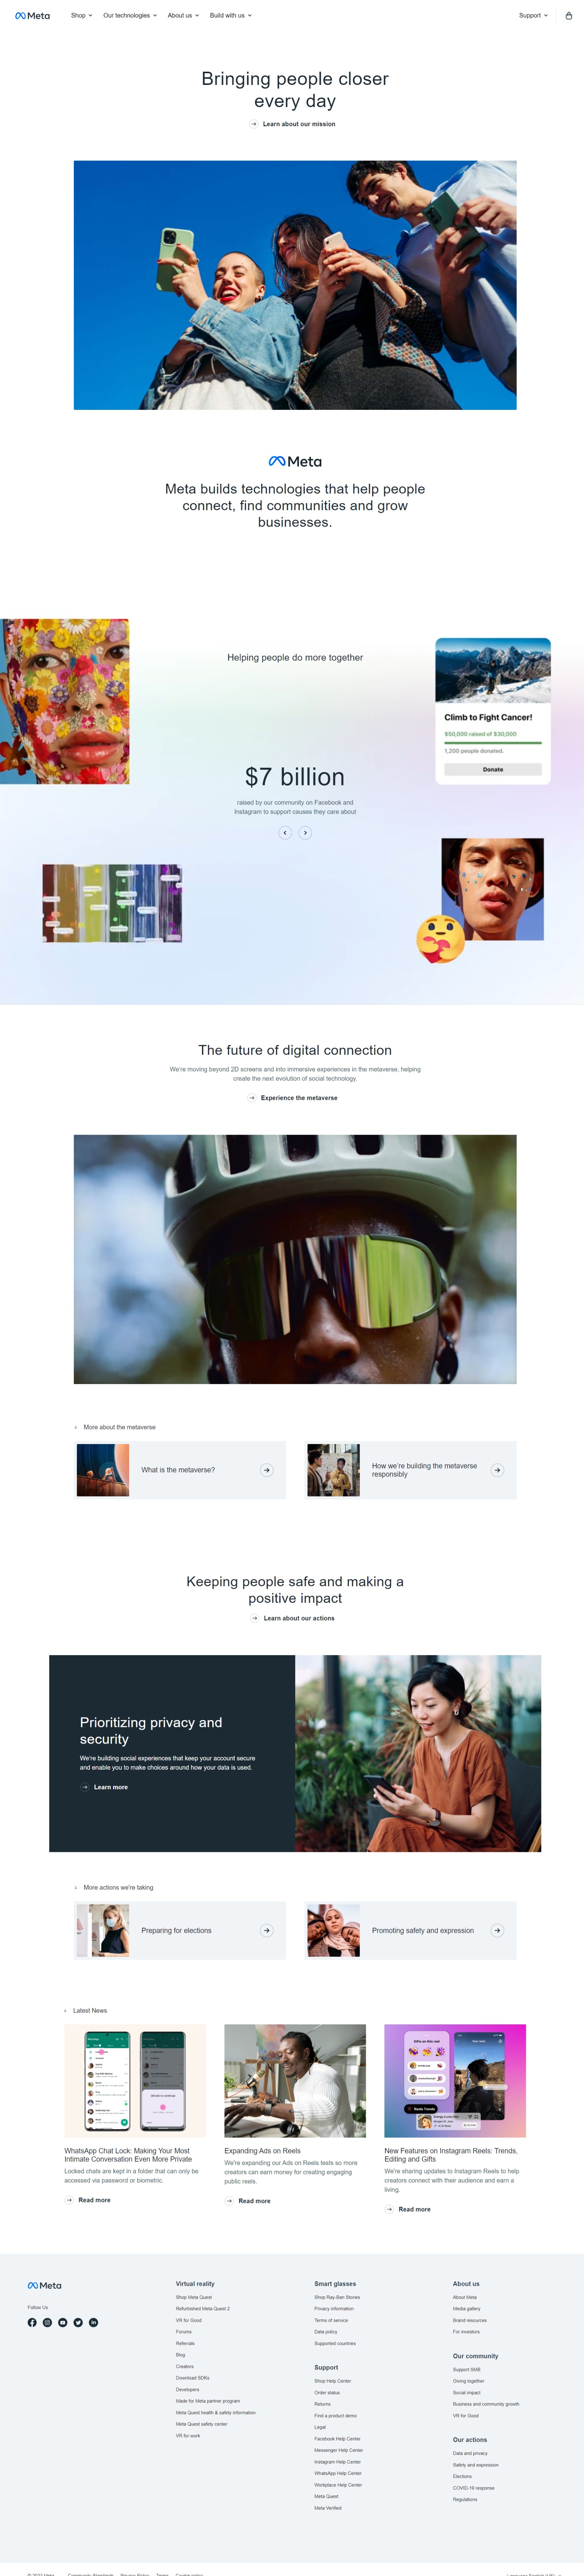 Meta
Shop
Our technologies
About us
Build with us
Support
Bringing people closer
every day
Learn about our mission
Meta
Meta builds technologies that help people
connect, find communities and grow
businesses.
Helping people do more together
Climb to Fight Cancer!
$50,000 raised of $30,000
1,200 people donated.
Donate
$7 billion
raised by our community on Facebook and
Instagram to support causes they care about
The future of digital connection
We're moving beyond 2D screens and into immersive experiences in the metaverse, helping
create the next evolution of social technology.
Experience the metaverse
More about the metaverse
What is the metaverse?
How we're building the metaverse
responsibly
Keeping people safe and making a
positive impact
Learn about our actions
Prioritizing privacy and
security
We're building social experiences that keep your account secure
and enable you to make choices around how your data is used.
Learn more
More actions we're taking
Preparing for elections
Promoting safety and expression
Latest News
WhatsApp Chat Lock: Making Your Most
Intimate Conversation Even More Private
Locked chats are kept in a folder that can only be
accessed via password or biometric.
Read more
Expanding Ads on Reels
We're expanding our Ads on Reels tests so more
creators can earn money for creating engaging
public reels.
Read more
New Features on Instagram Reels: Trends,
Editing and Gifts
We're sharing updates to Instagram Reels to help
creators connect with their audience and earn a
living.
Read more
Meta
Follow Us
Virtual reality
Shop Meta Quest
Refurbished Meta Quest 2
VR for Good
Forums
Referrals
Blog
Creators
Download SDKs
Developers
Made for Meta partner program
Meta Quest health & safety information
Meta Quest safety center
VR for work
Smart glasses
Shop Ray-Ban Stories
Privacy information
Terms of service
Data policy
Supported countries
Support
Shop Help Center
Order status
Returns
Find a product demo
Legal
Facebook Help Center
Messenger Help Center
Instagram Help Center
WhatsApp Help Center
Workplace Help Center
Meta Quest
Meta Verified
About us
About Meta
Media gallery
Brand resources
For investors
Our community
Support SMB
Giving together
Social impact
Business and community growth
VR for Good
Our actions
Data and privacy
Safety and expression
Elections
COVID-19 response
Regulations